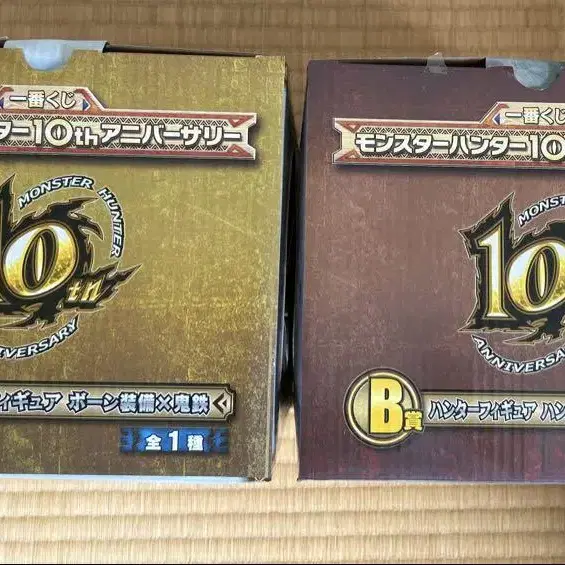 一番くじ
ター10thアニバーサリー
MONSTER HUNTER
10th
ANNIVERSARY
フィギュア ボーン装備×鬼鉄
全1種
一番くじ
モンスターハンター10
MONST
10
ANNIVERSA
B賞
ハンターフィギュア ハン